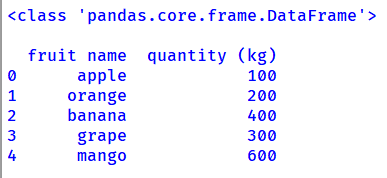 <class 'pandas.core.frame.DataFrame'>
fruit name quantity (kg)
0 apple 100
1 orange 200
2 banana 400
3 grape 300
4 mango 600